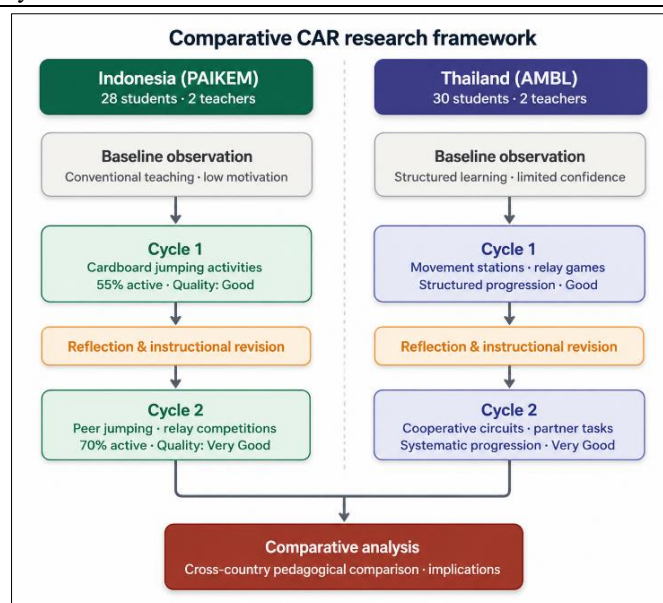 Comparative CAR research framework
Indonesia (PAIKEM)
28 students · 2 teachers
Baseline observation
Conventional teaching · low motivation
Cycle 1
Cardboard jumping activities
55% active · Quality: Good
Reflection & instructional revision
Cycle 2
Peer jumping · relay competitions
70% active · Quality: Very Good
Thailand (AMBL)
30 students · 2 teachers
Baseline observation
Structured learning · limited confidence
Cycle 1
Movement stations · relay games
Structured progression · Good
Reflection & instructional revision
Cycle 2
Cooperative circuits · partner tasks
Systematic progression · Very Good
Comparative analysis
Cross-country pedagogical comparison · implications